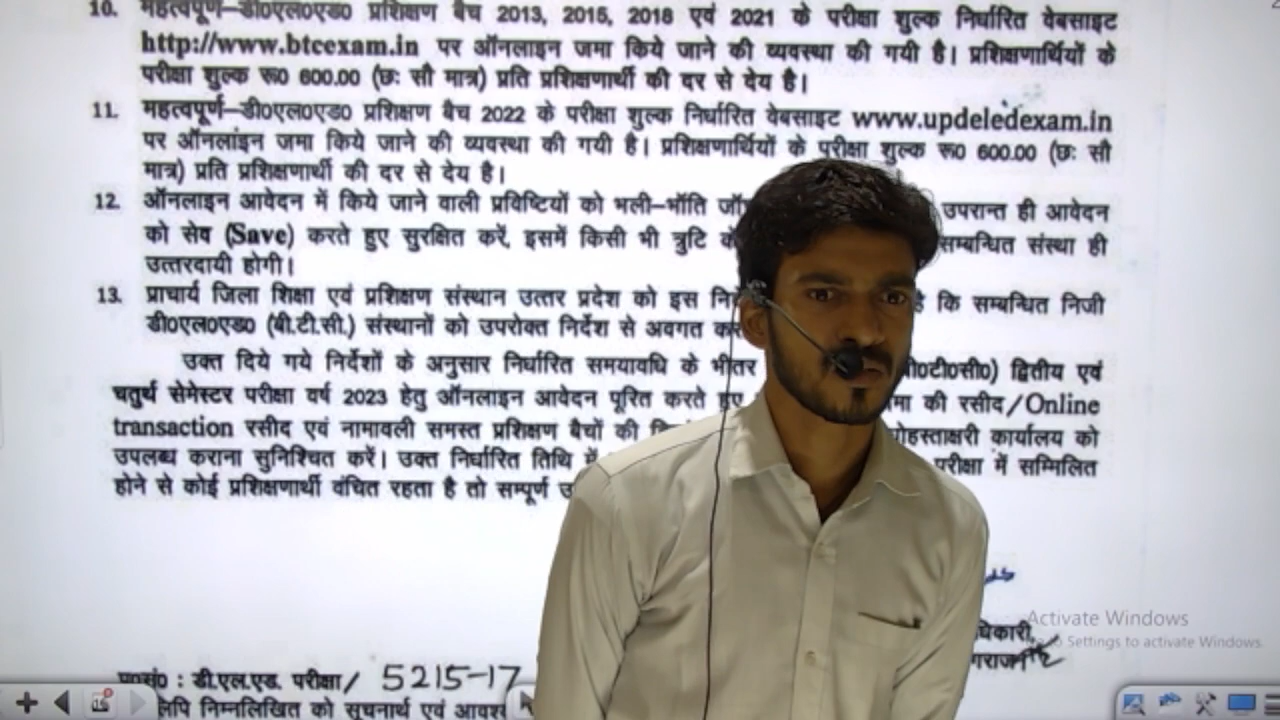 10. महत्वपूर्ण–डी०एल०एड० प्रशिक्षण बैच 2013, 2015, 2018 एवं 2021 के परीक्षा शुल्क निर्धारित वेबसाइट
http://www.btcexam.in पर ऑनलाइन जमा किये जाने की व्यवस्था की गयी है। प्रशिक्षणार्थियों के
परीक्षा शुल्क रू0 600.00 (छः सौ मात्र) प्रति प्रशिक्षणार्थी की दर से देय है।
11. महत्वपूर्ण–डी०एल०एड० प्रशिक्षण बैच 2022 के परीक्षा शुल्क निर्धारित वेबसाइट www.updeledexam.in
पर ऑनलांइन जमा किये जाने की व्यवस्था की गयी है। प्रशिक्षणार्थियों के परीक्षा शुल्क रू0 600.00 (छः सौ
मात्र) प्रति प्रशिक्षणार्थी की दर से देय है।
12. ऑनलाइन आवेदन में किये जाने वाली प्रविष्टियों को भली–भॉति उपरान्त ही आवेदन
को सेव (Save) करते हुए सुरक्षित करें, इसमें किसी भी त्रुटि सम्बन्धित संस्था ही
उत्तरदायी होगी।
13. प्राचार्य जिला शिक्षा एवं प्रशिक्षण संस्थान उत्तर प्रदेश को इस कि सम्बन्धित निजी
डी०एल०एड० (बी.टी.सी.) संस्थानों को उपरोक्त निर्देश से अवगत
उक्त दिये गये निर्देशों के अनुसार निर्धारित समयावधि के भीतर द्वितीय एवं
चतुर्थ सेमेस्टर परीक्षा वर्ष 2023 हेतु ऑनलाइन आवेदन पूरित करते हुए की रसीद/Online
transaction रसीद एवं नामावली समस्त प्रशिक्षण बैचों की कार्यालय को
उपलब्ध कराना सुनिश्चित करें। उक्त निर्धारित तिथि में परीक्षा में सम्मिलित
होने से कोई प्रशिक्षणार्थी वंचित रहता है तो सम्पूर्ण
Activate Windows
to Settings to activate Windows.
डी.एल.एड. परीक्षा/ 5215-17
निम्नलिखित को सूचनार्थ एवं